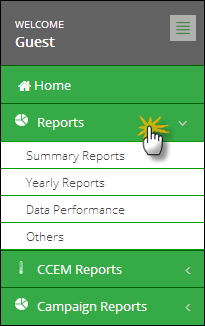 WELCOME
Guest
Home
Reports
Summary Reports
Yearly Reports
Data Performance
Others
CCEM Reports
Campaign Reports